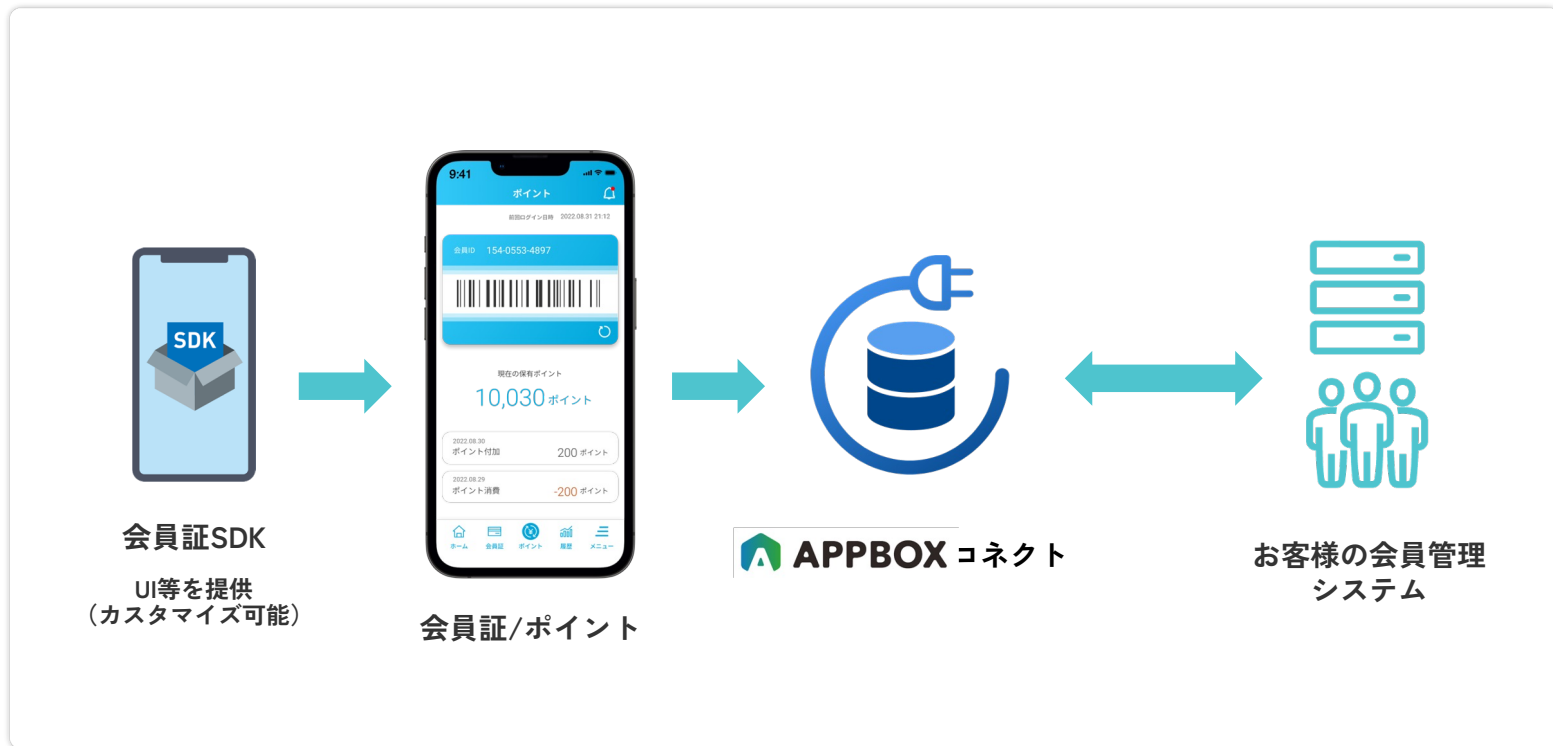 SDK
会員証SDK
UI等を提供
（カスタマイズ可能）
9:41
ポイント
前回ログイン日時 2022.08.31 21:12
会員ID 154-0553-4897
現在の保有ポイント
10,030 ポイント
2022.08.30
ポイント付加 200 ポイント
2022.08.29
ポイント消費 -200 ポイント
ホーム 会員証 ポイント 履歴 メニュー
会員証/ポイント
APPBOX コネクト
お客様の会員管理
システム